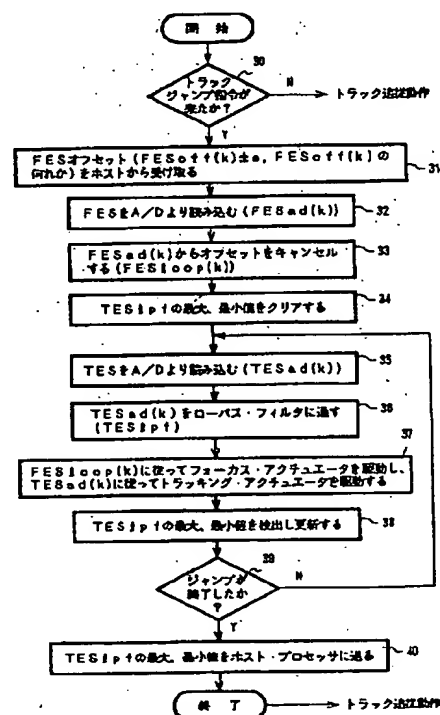 開始
30
トラック
ジャンプ指令が
来たか?
N
トラック追従動作
Y
FESオフセット(FESoff(k)±a,FESoff(k)の
何れか)をホストから受け取る
31
FESをA/Dより読み込む(FESad(k))
32
FESad(k)からオフセットをキャンセル
する(FES$loop(k))
33
TES$lpfの最大、最小値をクリアする
34
TESをA/Dより読み込む(TESad(k))
35
TESad(k)をローパス・フィルタに通す
(TES$lpf)
36
37
FES$loop(k)に従ってフォーカス・アクチュエータを駆動し、
TESad(k)に従ってトラッキング・アクチュエータを駆動する
TES$lpfの最大、最小値を検出し更新する
38
39
ジャンプが
終了したか
?
N
Y
TES$lpfの最大、最小値をホスト・プロセッサに送る
40
終了
トラック追従動作